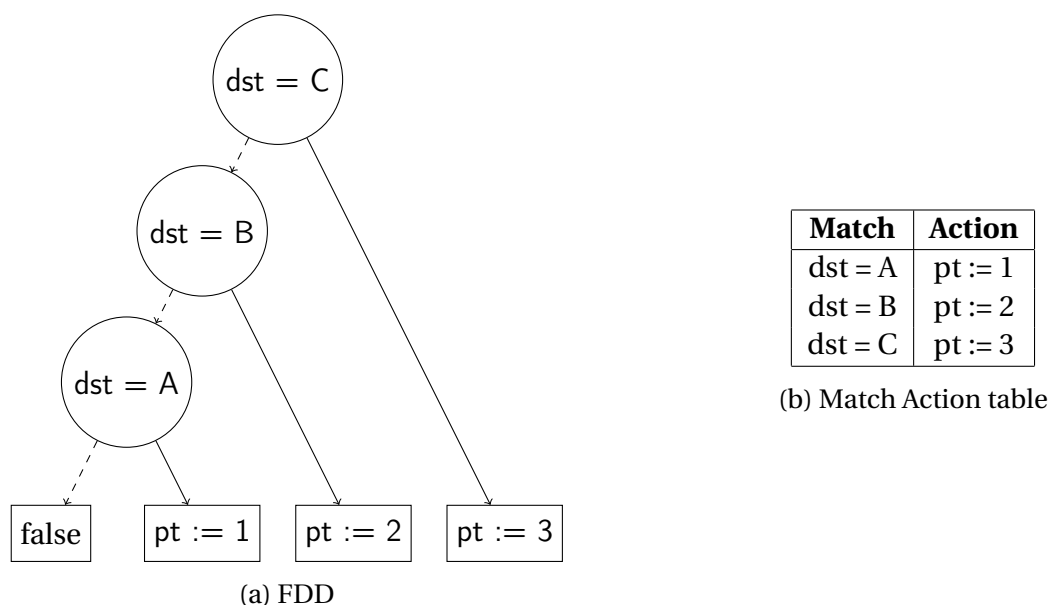 dst = C
dst = B
dst = A
false
pt := 1
pt := 2
pt := 3
(a) FDD
Match Action
dst = A pt := 1
dst = B pt := 2
dst = C pt := 3
(b) Match Action table